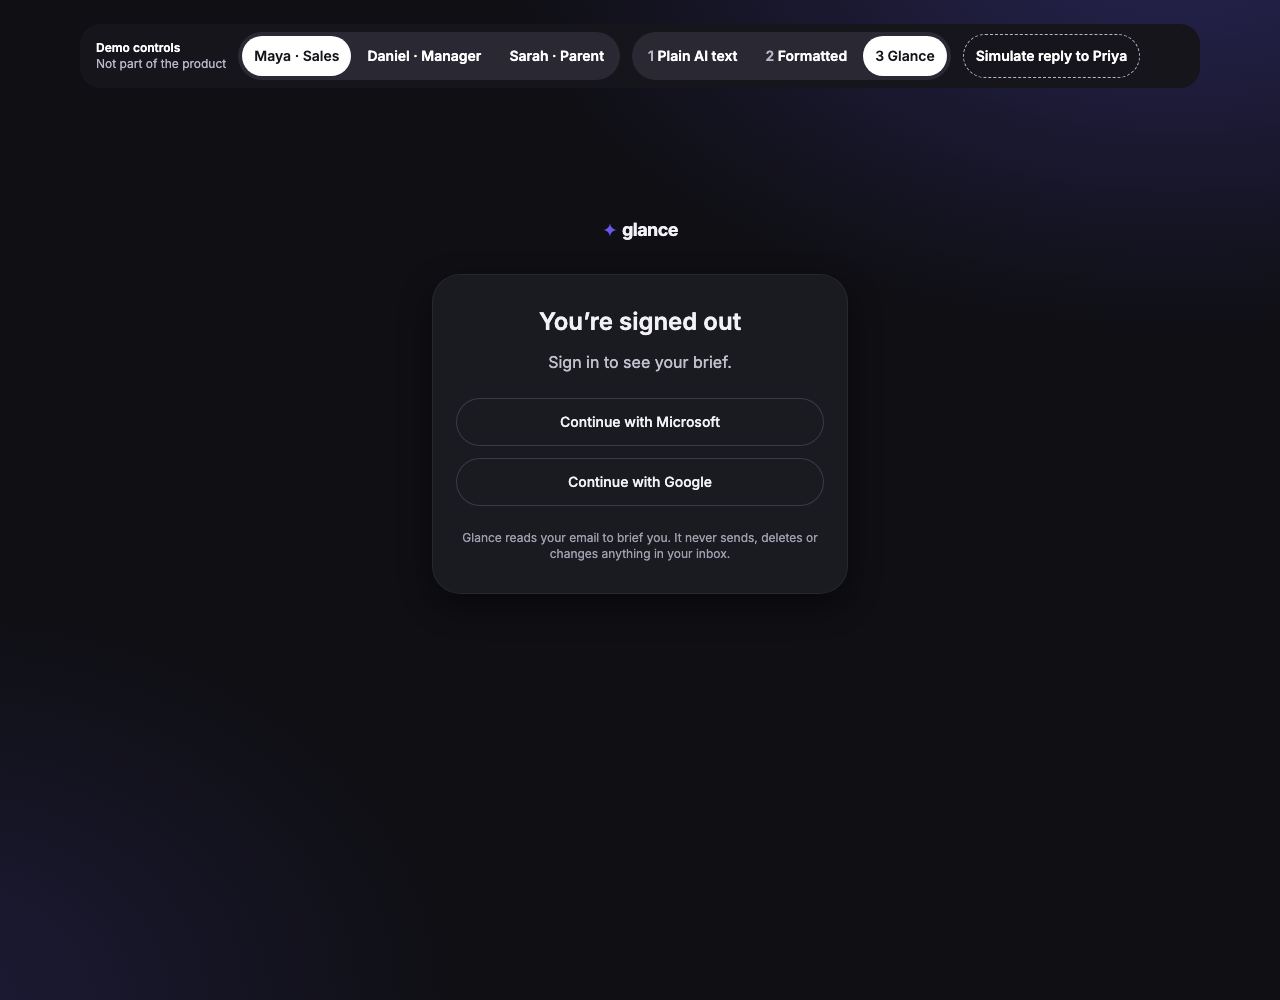 Demo controls
Not part of the product
Maya · Sales
Daniel · Manager
Sarah · Parent
1 Plain AI text
2 Formatted
3 Glance
Simulate reply to Priya
glance
You’re signed out
Sign in to see your brief.
Continue with Microsoft
Continue with Google
Glance reads your email to brief you. It never sends, deletes or
changes anything in your inbox.